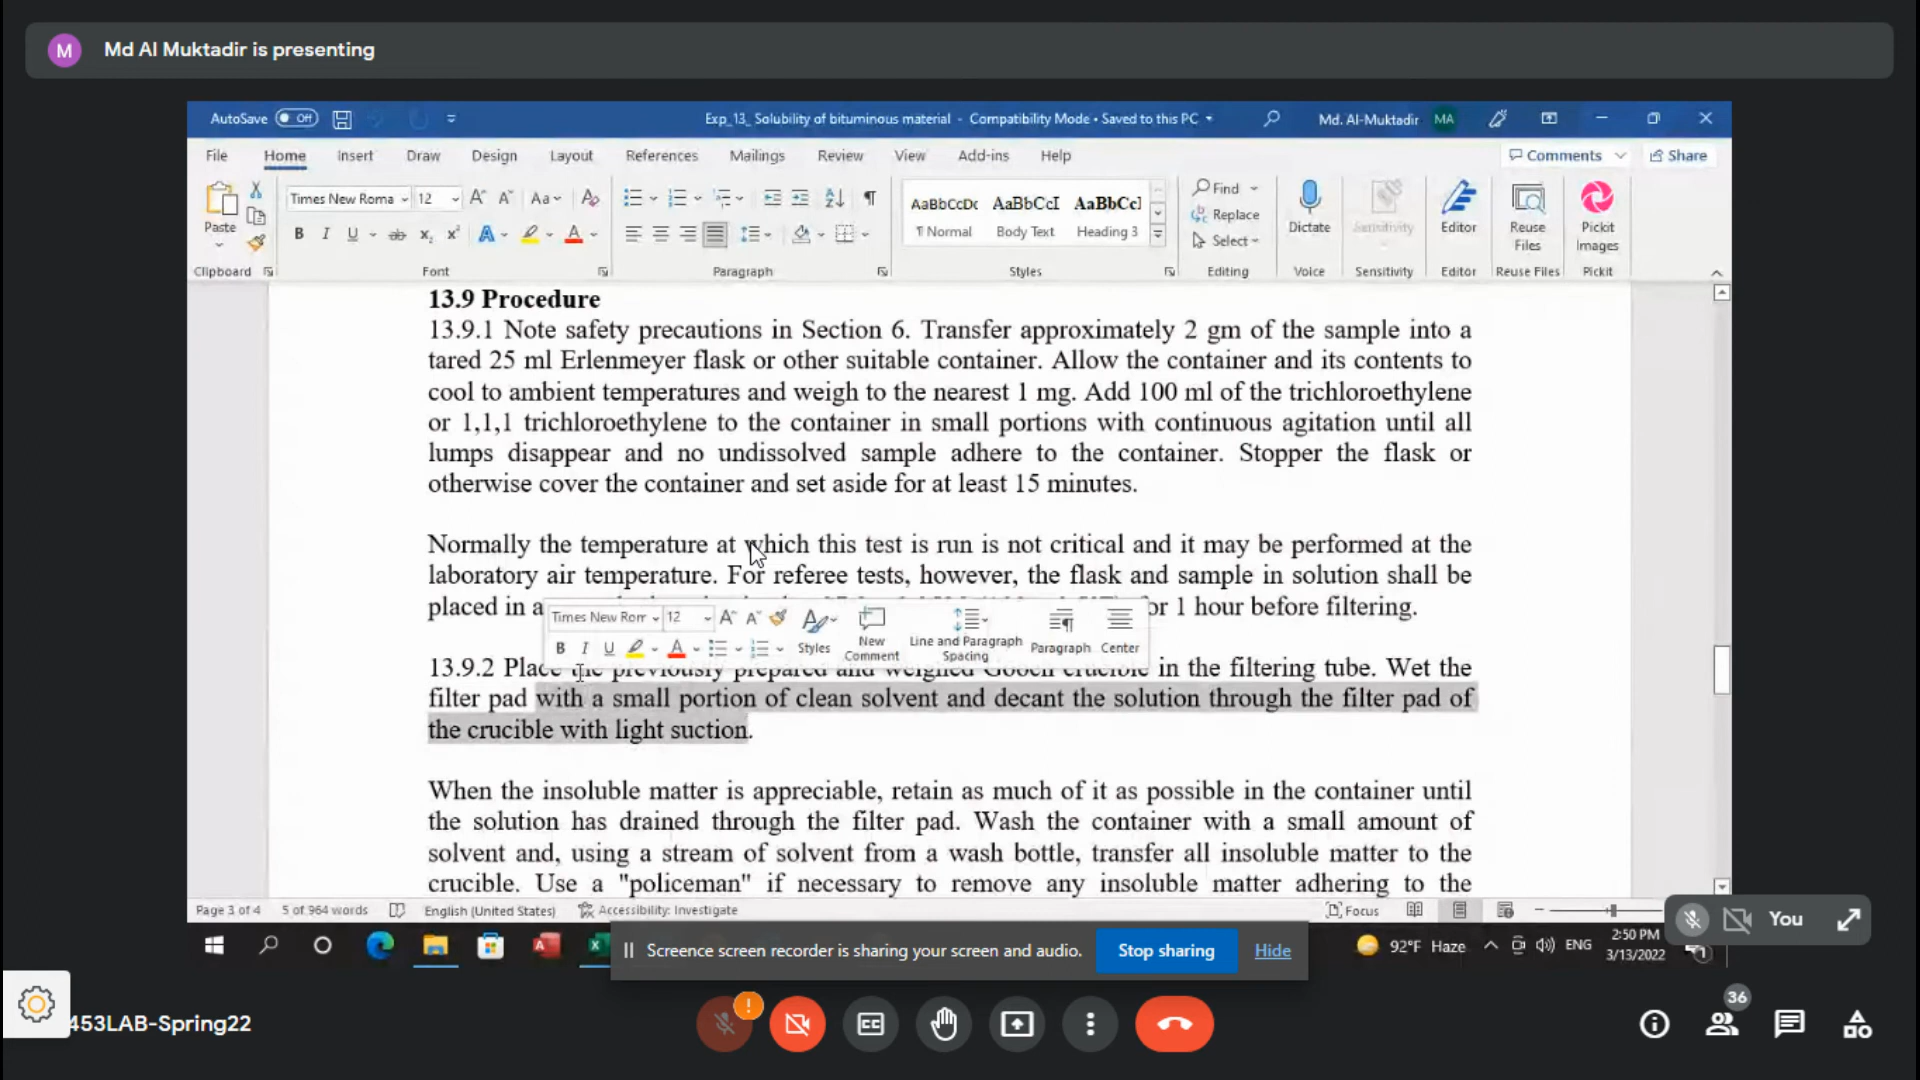 M Md Al Muktadir is presenting
AutoSave Off Exp_13_ Solubility of bituminous material - Compatibility Mode • Saved to this PC Md. Al-Muktadir MA
File Home Insert Draw Design Layout References Mailings Review View Add-ins Help Comments Share
Paste Times New Roma 12 Aa AaBbCcDc AaBbCcI AaBbCcl Find Replace Select Dictate Sensitivity Editor Reuse Files Pickit Images
B I U ab x₂ x² A A ¶ Normal Body Text Heading 3
Clipboard Font Paragraph Styles Editing Voice Sensitivity Editor Reuse Files Pickit
13.9 Procedure
13.9.1 Note safety precautions in Section 6. Transfer approximately 2 gm of the sample into a
tared 25 ml Erlenmeyer flask or other suitable container. Allow the container and its contents to
cool to ambient temperatures and weigh to the nearest 1 mg. Add 100 ml of the trichloroethylene
or 1,1,1 trichloroethylene to the container in small portions with continuous agitation until all
lumps disappear and no undissolved sample adhere to the container. Stopper the flask or
otherwise cover the container and set aside for at least 15 minutes.
Normally the temperature at which this test is run is not critical and it may be performed at the
laboratory air temperature. For referee tests, however, the flask and sample in solution shall be
placed in a for 1 hour before filtering.
Times New Rom 12 A A Styles New Comment Line and Paragraph Spacing Paragraph Center
B I U A
13.9.2 Place the previously prepared and weighed Gooch crucible in the filtering tube. Wet the
filter pad with a small portion of clean solvent and decant the solution through the filter pad of
the crucible with light suction.
When the insoluble matter is appreciable, retain as much of it as possible in the container until
the solution has drained through the filter pad. Wash the container with a small amount of
solvent and, using a stream of solvent from a wash bottle, transfer all insoluble matter to the
crucible. Use a "policeman" if necessary to remove any insoluble matter adhering to the
Page 3 of 4 5 of 964 words English (United States) Accessibility: Investigate Focus
You
Screence screen recorder is sharing your screen and audio. Stop sharing Hide
92°F Haze ENG 2:50 PM
3/13/2022 1
453LAB-Spring22
! CC 36